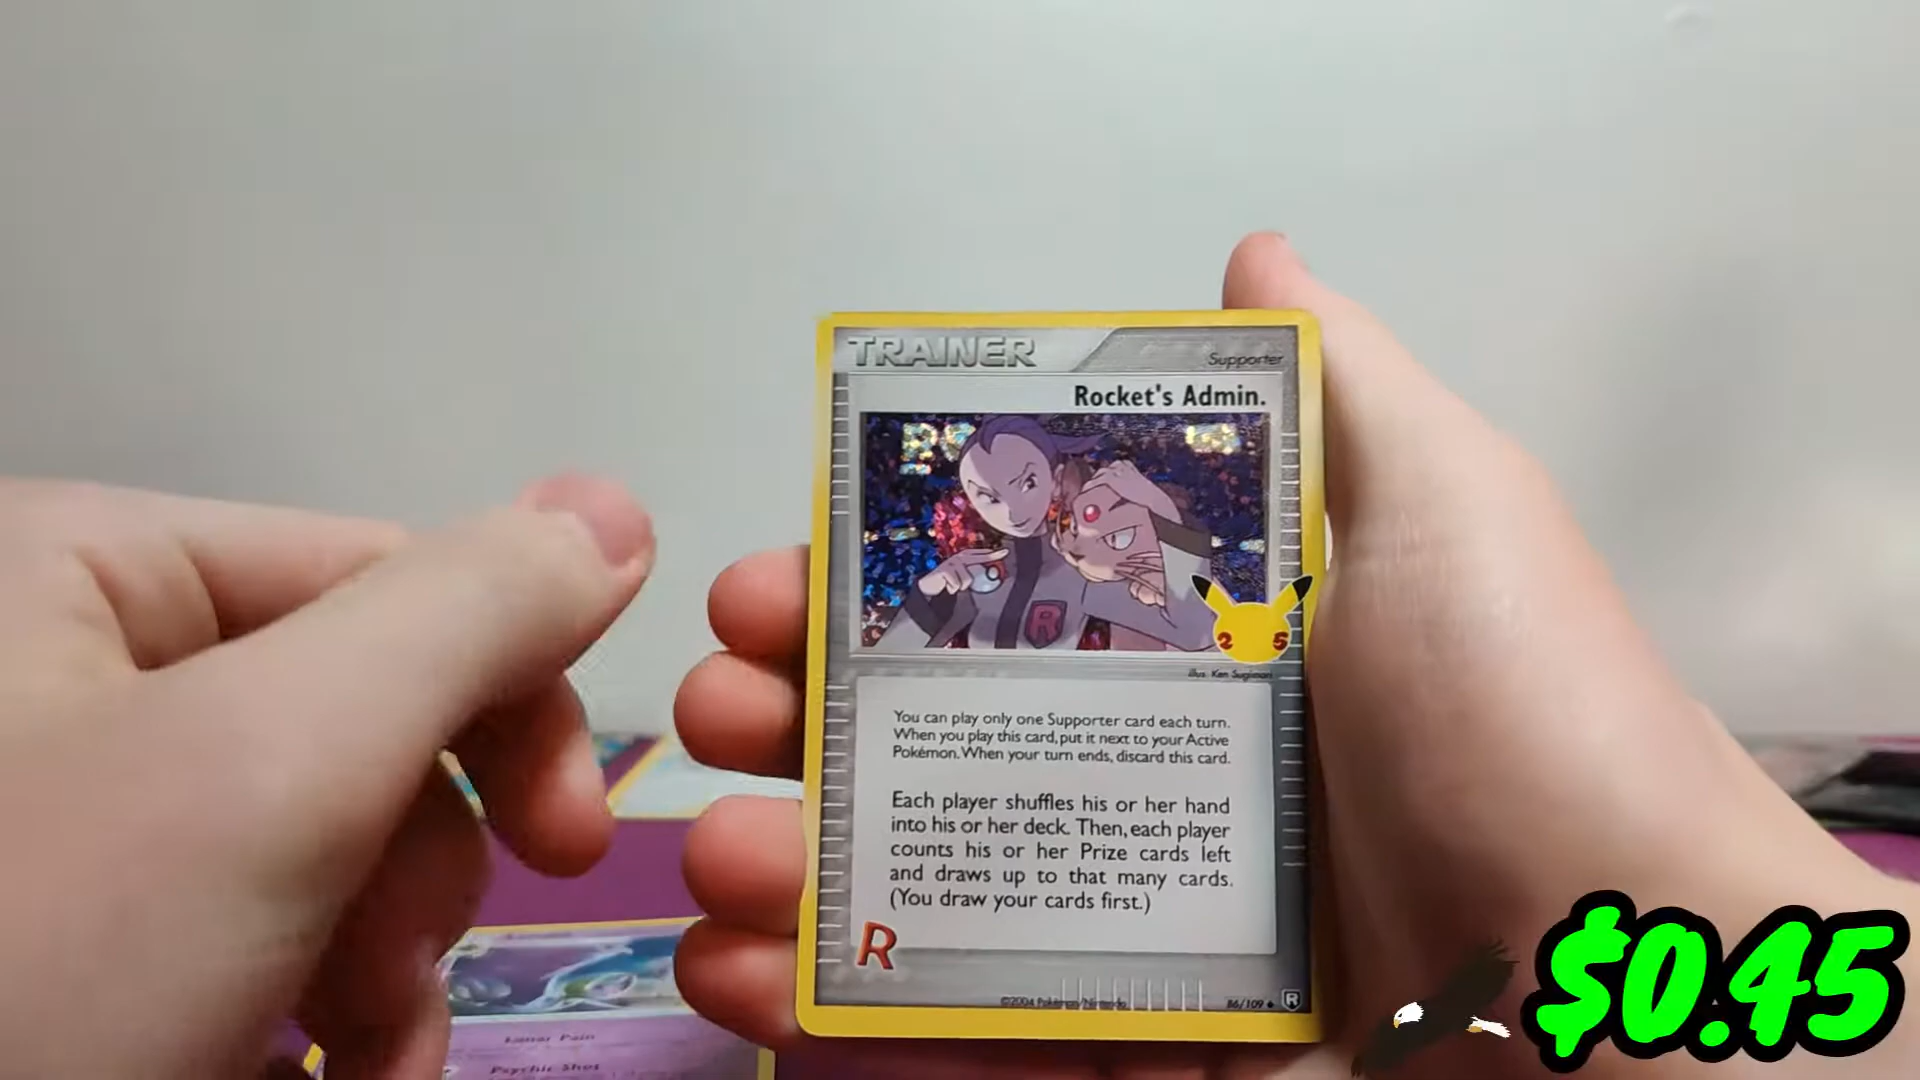 TRAINER
Supporter
Rocket's Admin.
25
illus. Ken Sugimori
You can play only one Supporter card each turn.
When you play this card, put it next to your Active
Pokémon. When your turn ends, discard this card.
Each player shuffles his or her hand
into his or her deck. Then, each player
counts his or her Prize cards left
and draws up to that many cards.
(You draw your cards first.)
R
©2004 Pokémon/Nintendo
86/109
Lunar Pain
Psychic Shot
$0.45